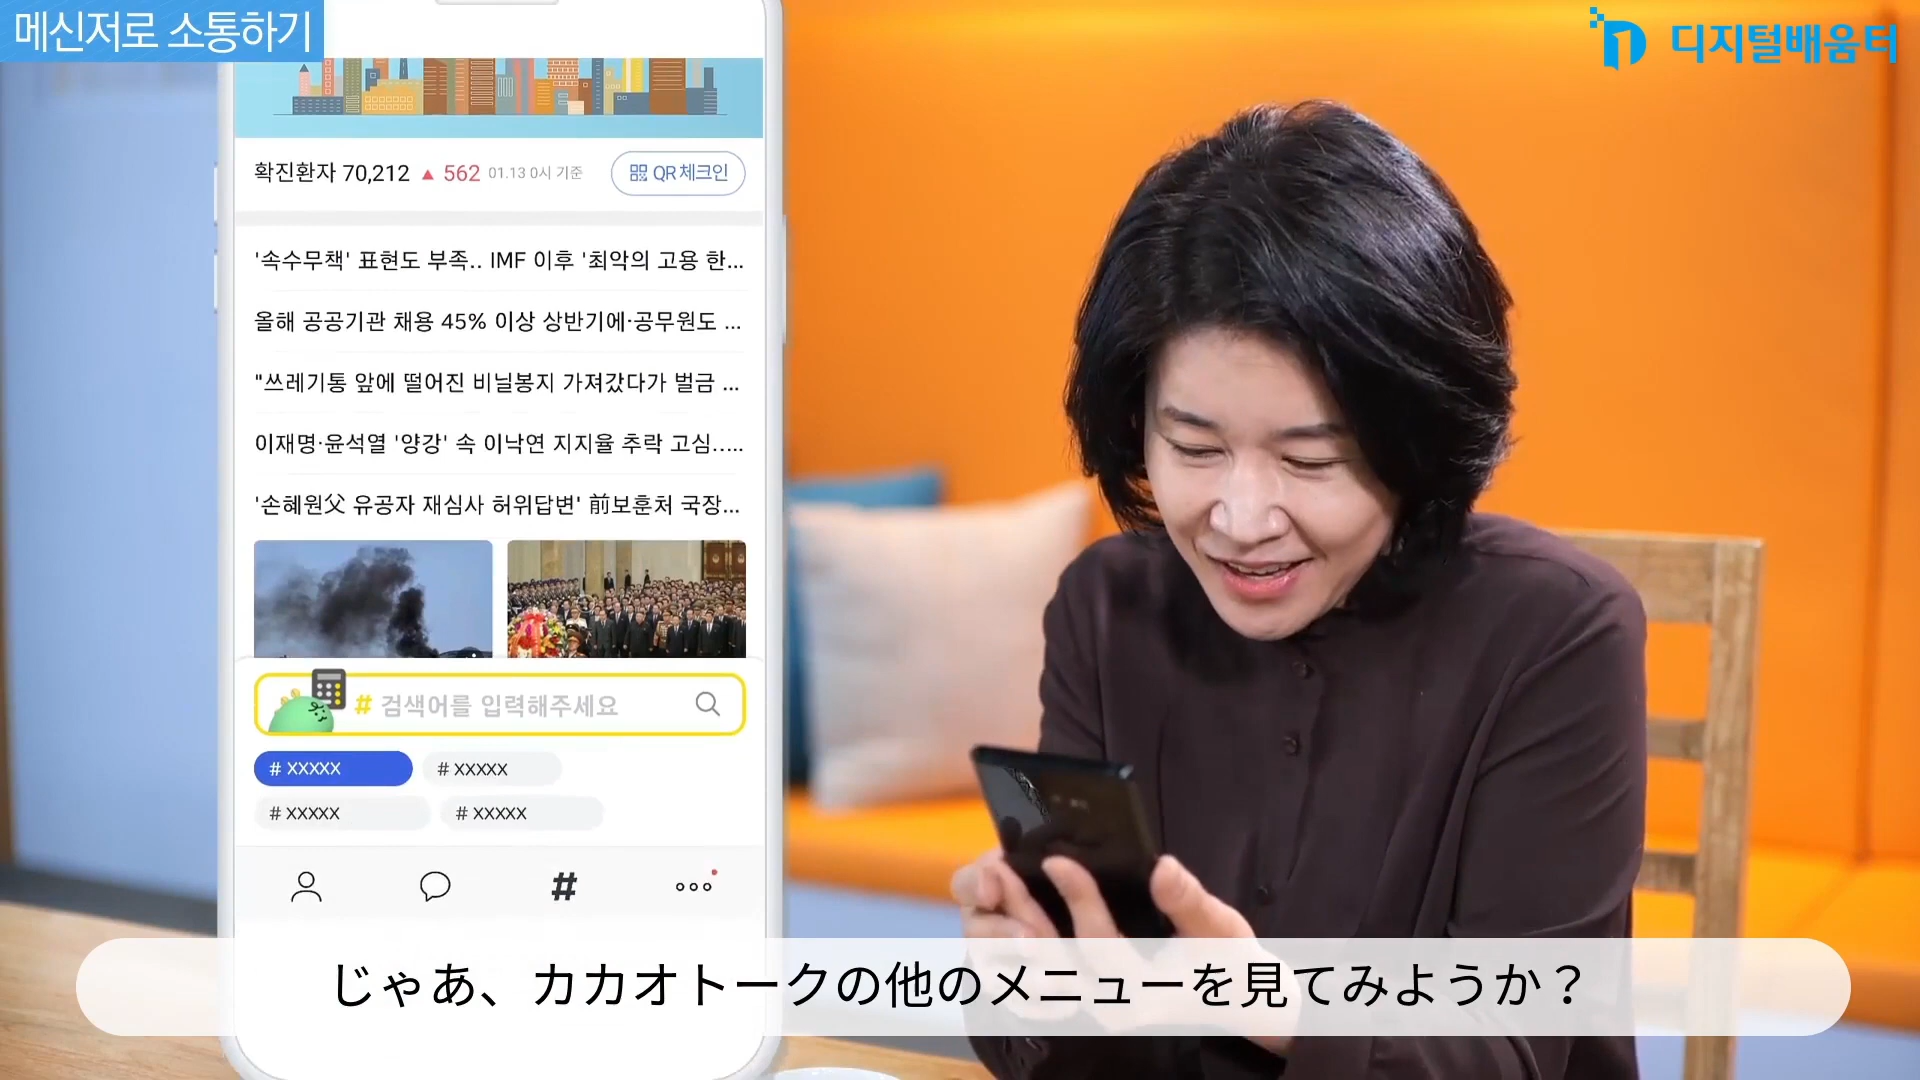 메신저로 소통하기
디지털배움터
확진환자 70,212 ▲ 562 01.13 0시 기준
QR 체크인
'속수무책' 표현도 부족.. IMF 이후 '최악의 고용 한...
올해 공공기관 채용 45% 이상 상반기에·공무원도 ...
"쓰레기통 앞에 떨어진 비닐봉지 가져갔다가 벌금 ...
이재명·윤석열 '양강' 속 이낙연 지지율 추락 고심.....
'손혜원父 유공자 재심사 허위답변' 前보훈처 국장...
# 검색어를 입력해주세요
# XXXXX
# XXXXX
# XXXXX
# XXXXX
#
じゃあ、カカオトークの他のメニューを見てみようか？